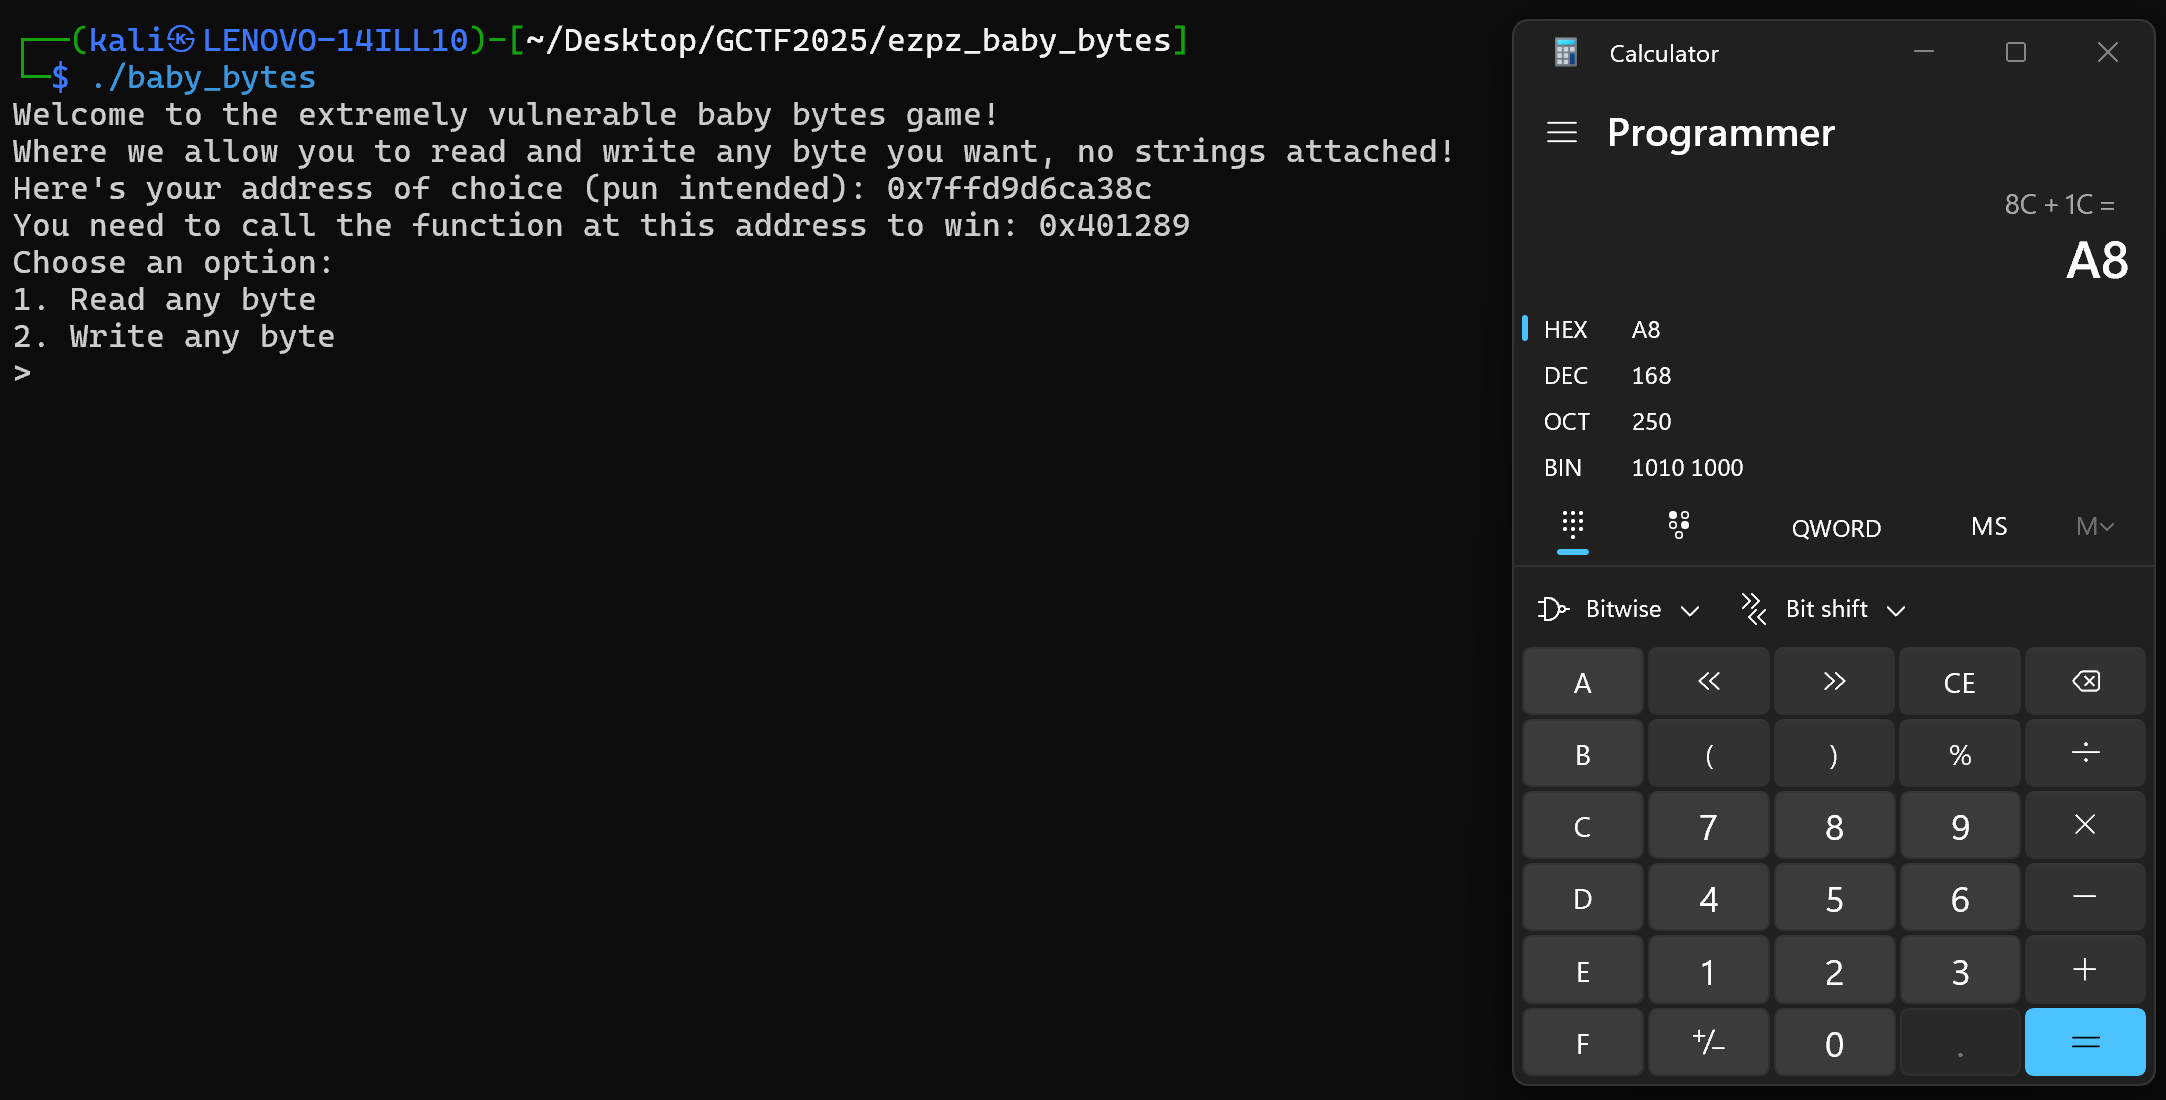 ┌──(kali㉿LENOVO-14ILL10)-[~/Desktop/GCTF2025/ezpz_baby_bytes]
└─$ ./baby_bytes
Welcome to the extremely vulnerable baby bytes game!
Where we allow you to read and write any byte you want, no strings attached!
Here's your address of choice (pun intended): 0x7ffd9d6ca38c
You need to call the function at this address to win: 0x401289
Choose an option:
1. Read any byte
2. Write any byte
>
Calculator
Programmer
8C + 1C =
A8
HEX A8
DEC 168
OCT 250
BIN 1010 1000
QWORD MS M
Bitwise Bit shift
A « » CE
B ( ) % ÷
C 7 8 9 ×
D 4 5 6 −
E 1 2 3 +
F +/− 0 . =